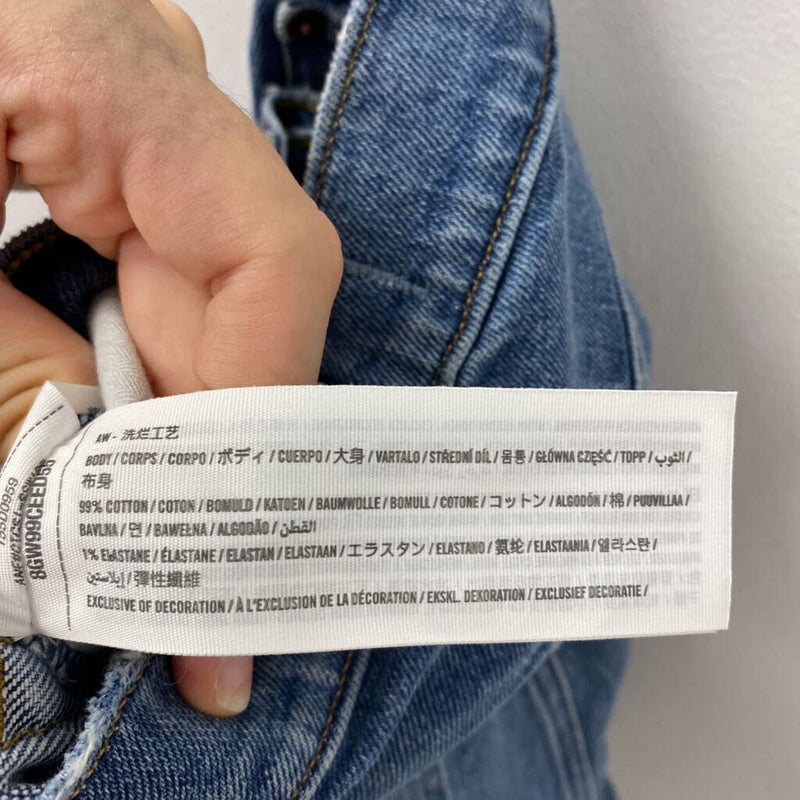 AW - 洗烂工艺
BODY / CORPS / CORPO / ボディ / CUERPO / 大身 / VARTALO / STŘEDNÍ DÍL / 몸통 / GŁÓWNA CZĘŚĆ / TOPP / الثوب /
布身
99% COTTON / COTON / BOMULD / KATOEN / BAUMWOLLE / BOMULL / COTONE / コットン / ALGODÓN / 棉 / PUUVILLAA /
BAVLNA / 면 / BAWEŁNA / ALGODÃO / القطن
1% ELASTANE / ÉLASTANE / ELASTAN / ELASTAAN / エラスタン / ELASTANO / 氨纶 / ELASTAANIA / 엘라스탄 /
إيلاستين / 彈性纖維
EXCLUSIVE OF DECORATION / À L'EXCLUSION DE LA DÉCORATION / EKSKL. DEKORATION / EXCLUSIEF DECORATIE /
8GW99CEED56